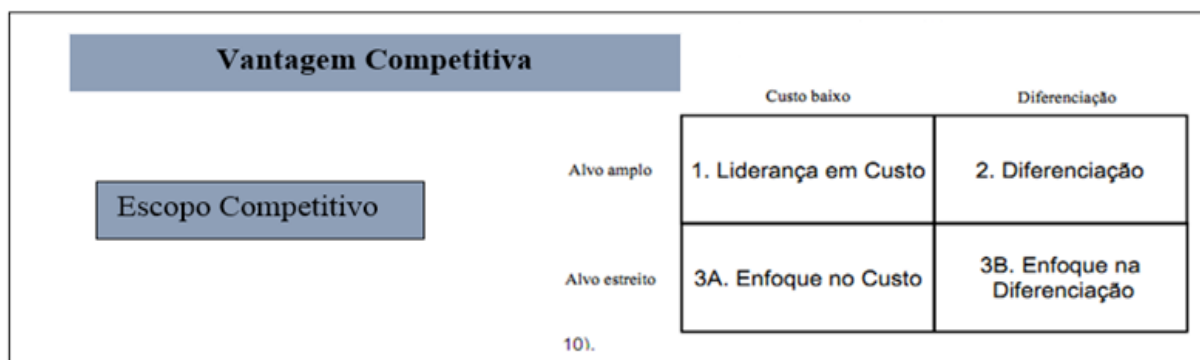 Vantagem Competitiva
Custo baixo
Diferenciação
Alvo amplo
1. Liderança em Custo
2. Diferenciação
Escopo Competitivo
Alvo estreito
3A. Enfoque no Custo
3B. Enfoque na
Diferenciação
10).